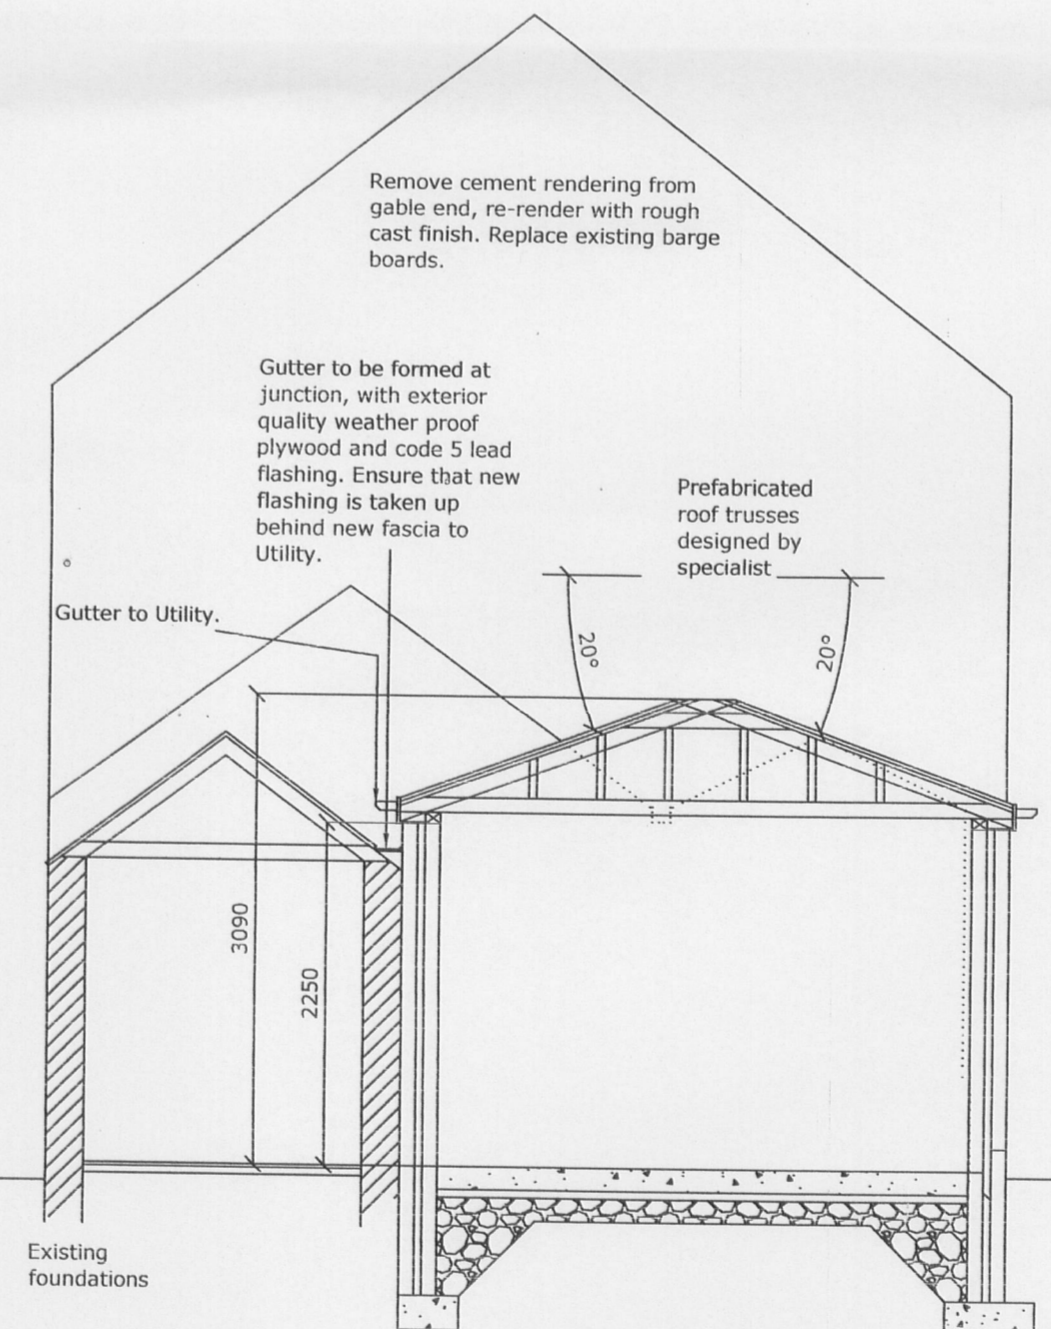 Remove cement rendering from
gable end, re-render with rough
cast finish. Replace existing barge
boards.
Gutter to be formed at
junction, with exterior
quality weather proof
plywood and code 5 lead
flashing. Ensure that new
flashing is taken up
behind new fascia to
Utility.
Prefabricated
roof trusses
designed by
specialist
Gutter to Utility.
20°
20°
3090
2250
Existing
foundations